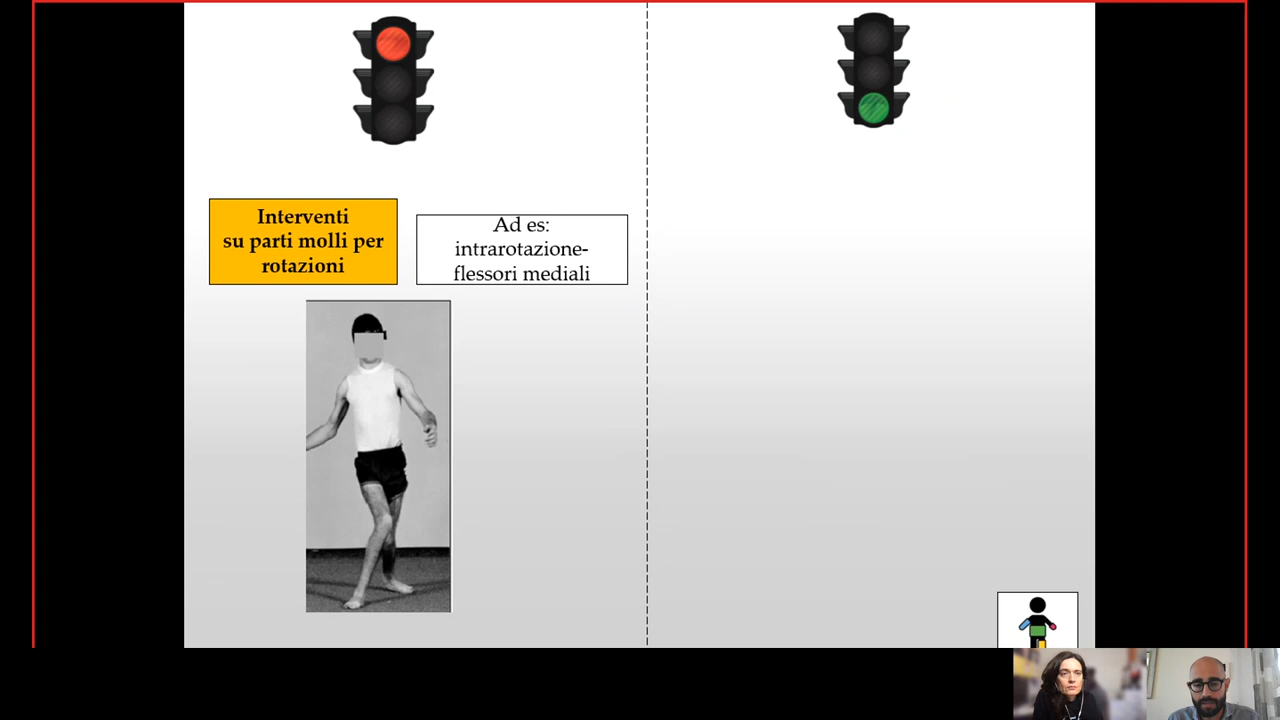 Interventi
su parti molli per
rotazioni
Ad es:
intrarotazione-
flessori mediali